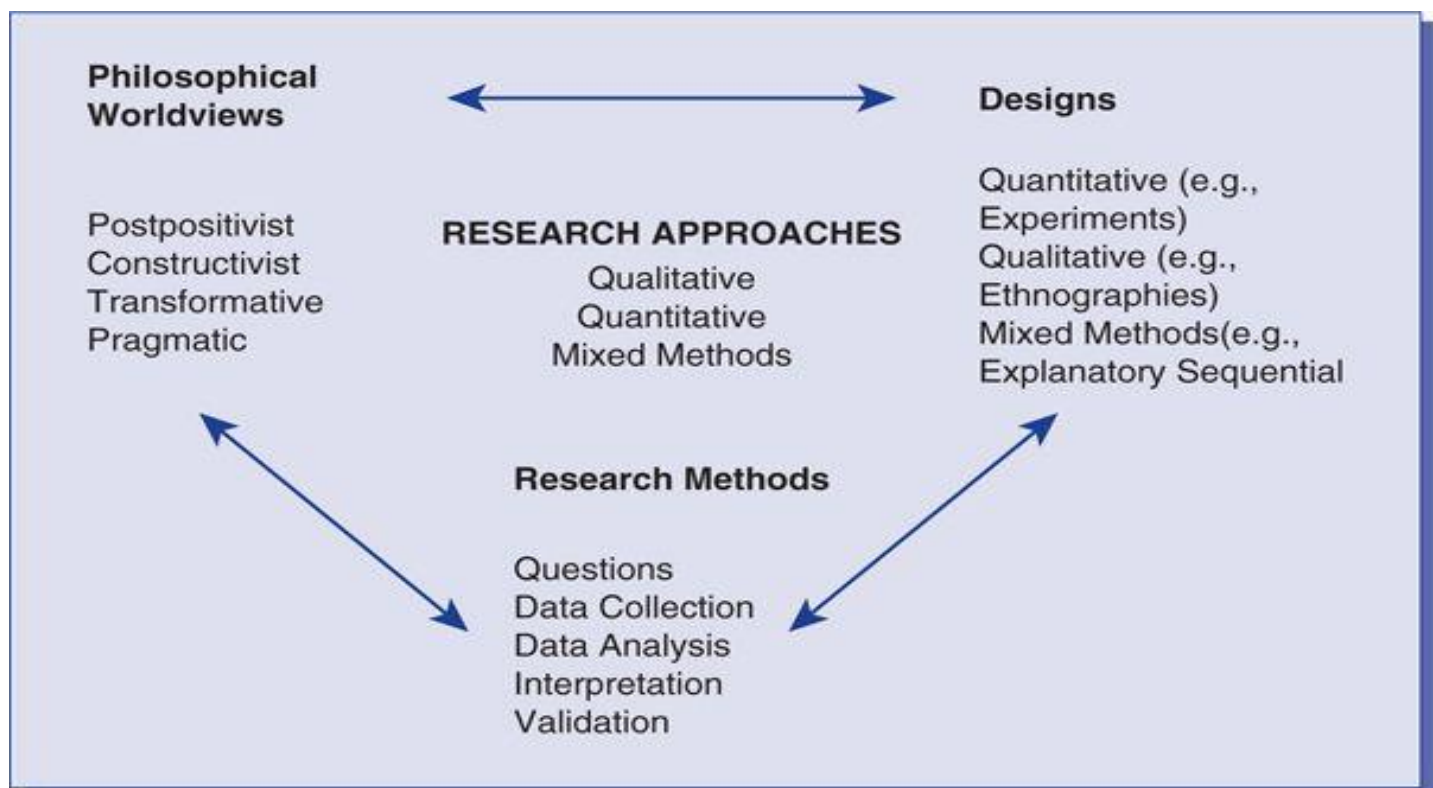 Philosophical
Worldviews
Postpositivist
Constructivist
Transformative
Pragmatic
RESEARCH APPROACHES
Qualitative
Quantitative
Mixed Methods
Designs
Quantitative (e.g.,
Experiments)
Qualitative (e.g.,
Ethnographies)
Mixed Methods(e.g.,
Explanatory Sequential
Research Methods
Questions
Data Collection
Data Analysis
Interpretation
Validation